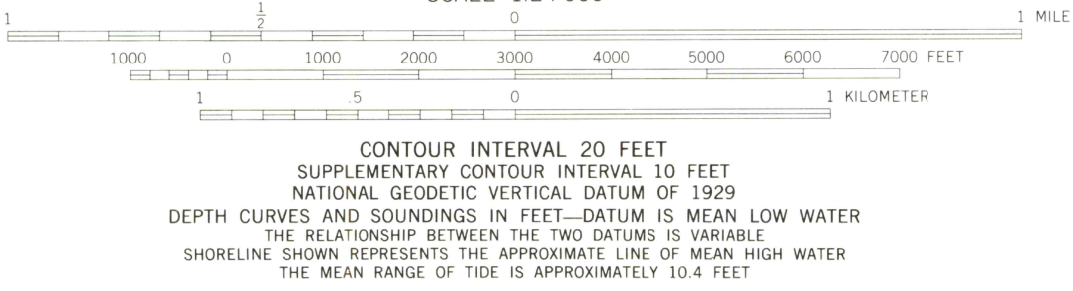 1 1/2 0 1 MILE
1000 0 1000 2000 3000 4000 5000 6000 7000 FEET
1 .5 0 1 KILOMETER
CONTOUR INTERVAL 20 FEET
SUPPLEMENTARY CONTOUR INTERVAL 10 FEET
NATIONAL GEODETIC VERTICAL DATUM OF 1929
DEPTH CURVES AND SOUNDINGS IN FEET—DATUM IS MEAN LOW WATER
THE RELATIONSHIP BETWEEN THE TWO DATUMS IS VARIABLE
SHORELINE SHOWN REPRESENTS THE APPROXIMATE LINE OF MEAN HIGH WATER
THE MEAN RANGE OF TIDE IS APPROXIMATELY 10.4 FEET